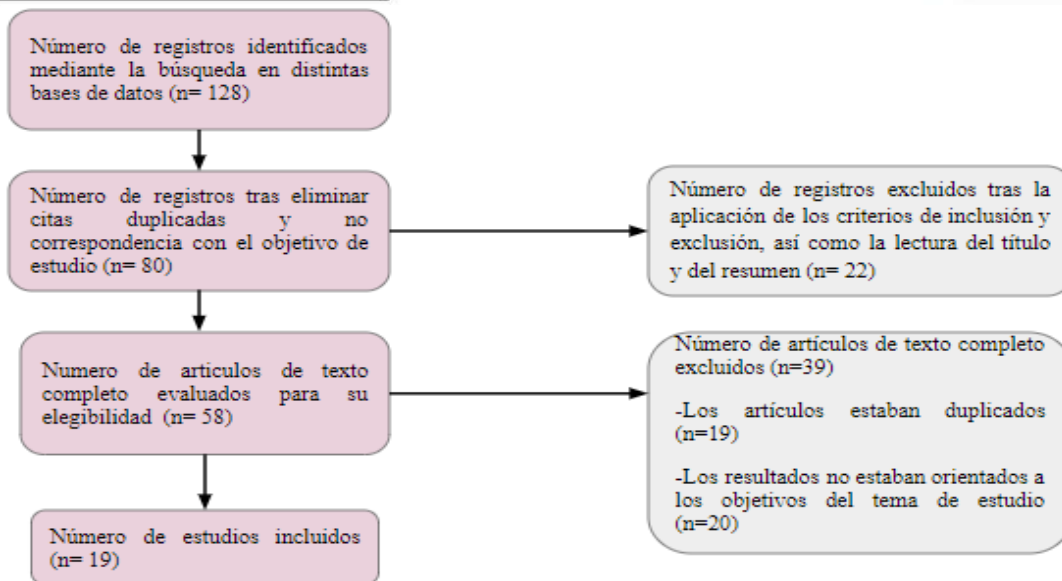 Número de registros identificados
mediante la búsqueda en distintas
bases de datos (n= 128)
Número de registros tras eliminar
citas duplicadas y no
correspondencia con el objetivo de
estudio (n= 80)
Número de registros excluidos tras la
aplicación de los criterios de inclusión y
exclusión, así como la lectura del título
y del resumen (n= 22)
Numero de articulos de texto
completo evaluados para su
elegibilidad (n= 58)
Número de artículos de texto completo
excluidos (n=39)
-Los artículos estaban duplicados
(n=19)
-Los resultados no estaban orientados a
los objetivos del tema de estudio
(n=20)
Número de estudios incluidos
(n= 19)